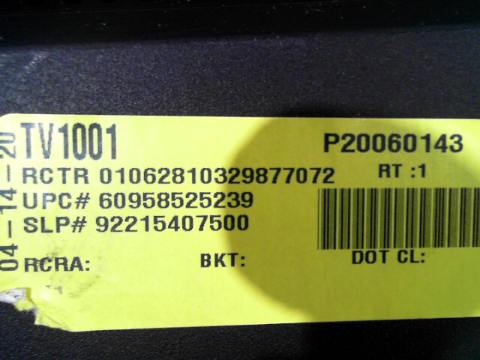 04-14-20
TV1001 P20060143
RCTR 01062810329877072 RT :1
UPC# 60958525239
SLP# 92215407500
RCRA: BKT: DOT CL: